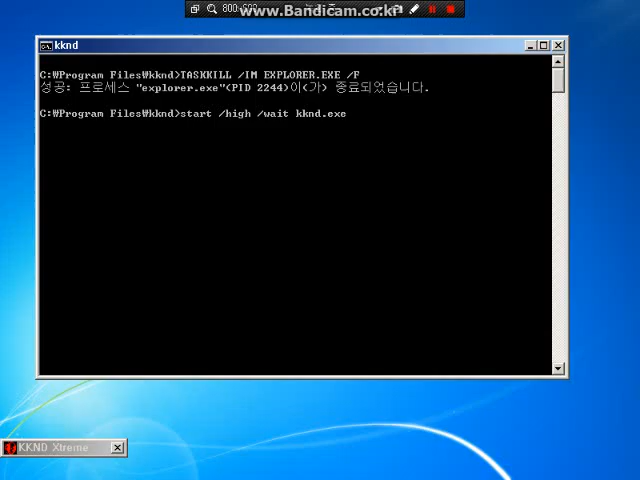 www.Bandicam.co.kr
kknd
C:₩Program Files₩kknd>TASKKILL /IM EXPLORER.EXE /F
성공: 프로세스 "explorer.exe"(PID 2244)이(가) 종료되었습니다.
C:₩Program Files₩kknd>start /high /wait kknd.exe
KKND Xtreme